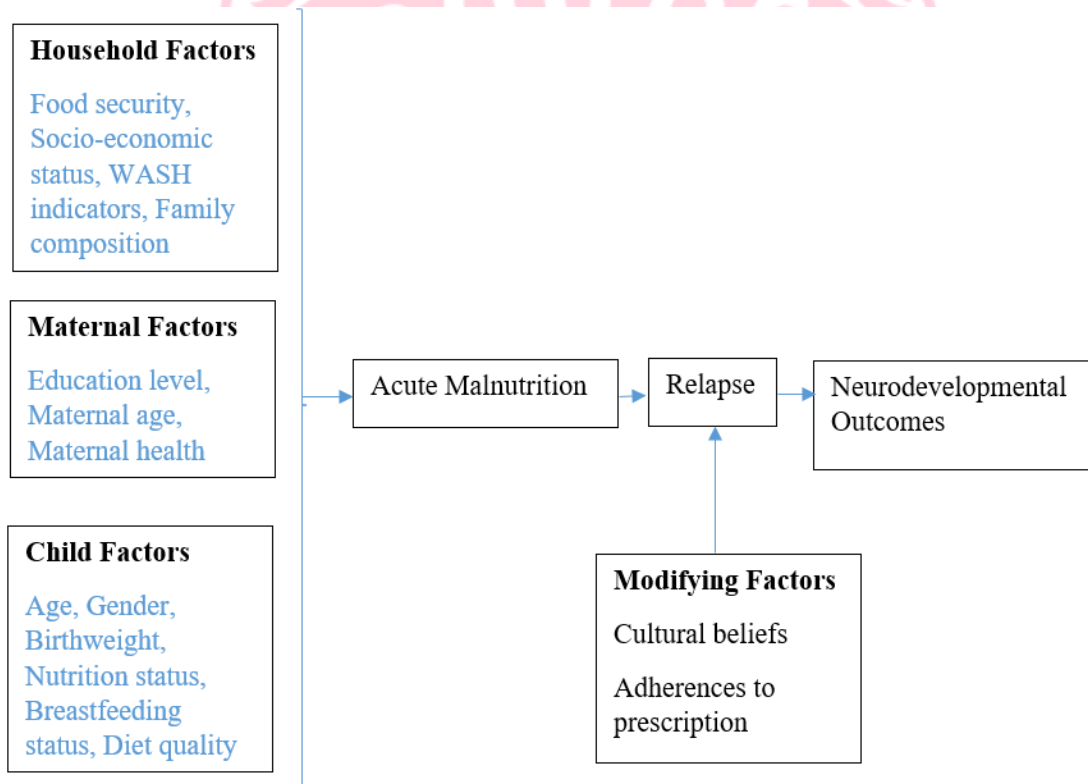 Household Factors
Food security,
Socio-economic
status, WASH
indicators, Family
composition
Maternal Factors
Education level,
Maternal age,
Maternal health
Child Factors
Age, Gender,
Birthweight,
Nutrition status,
Breastfeeding
status, Diet quality
Acute Malnutrition
Relapse
Neurodevelopmental
Outcomes
Modifying Factors
Cultural beliefs
Adherences to
prescription